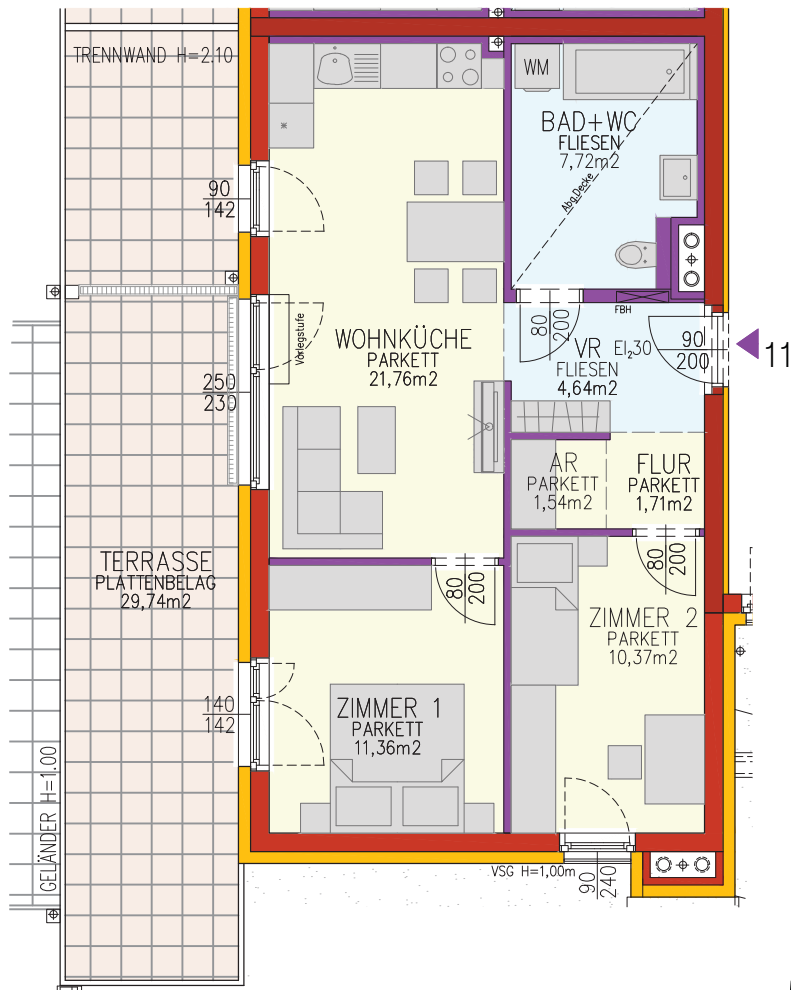 TRENNWAND H=2.10
WM
BAD+WC
FLIESEN
7,72m2
Abg.Decke
90
142
FBH
80
200
Vorlegstufe
WOHNKÜCHE
PARKETT
21,76m2
VR
FLIESEN
4,64m2
EI₂30
90
200
11
250
230
AR
PARKETT
1,54m2
FLUR
PARKETT
1,71m2
TERRASSE
PLATTENBELAG
29,74m2
80
200
80
200
ZIMMER 2
PARKETT
10,37m2
140
142
ZIMMER 1
PARKETT
11,36m2
GELÄNDER H=1.00
VSG H=1,00m
90
240